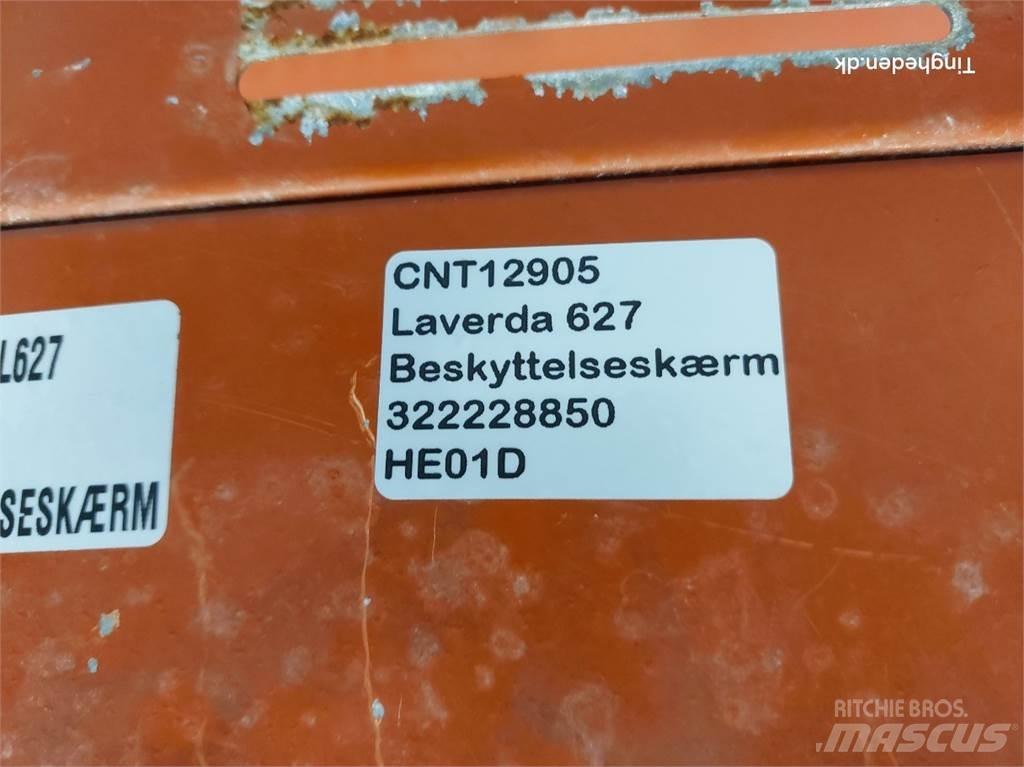 Tingheden.dk
CNT12905
Laverda 627
Beskyttelseskærm
322228850
HE01D
L627
SESKÆRM
RITCHIE BROS.
MASCUS